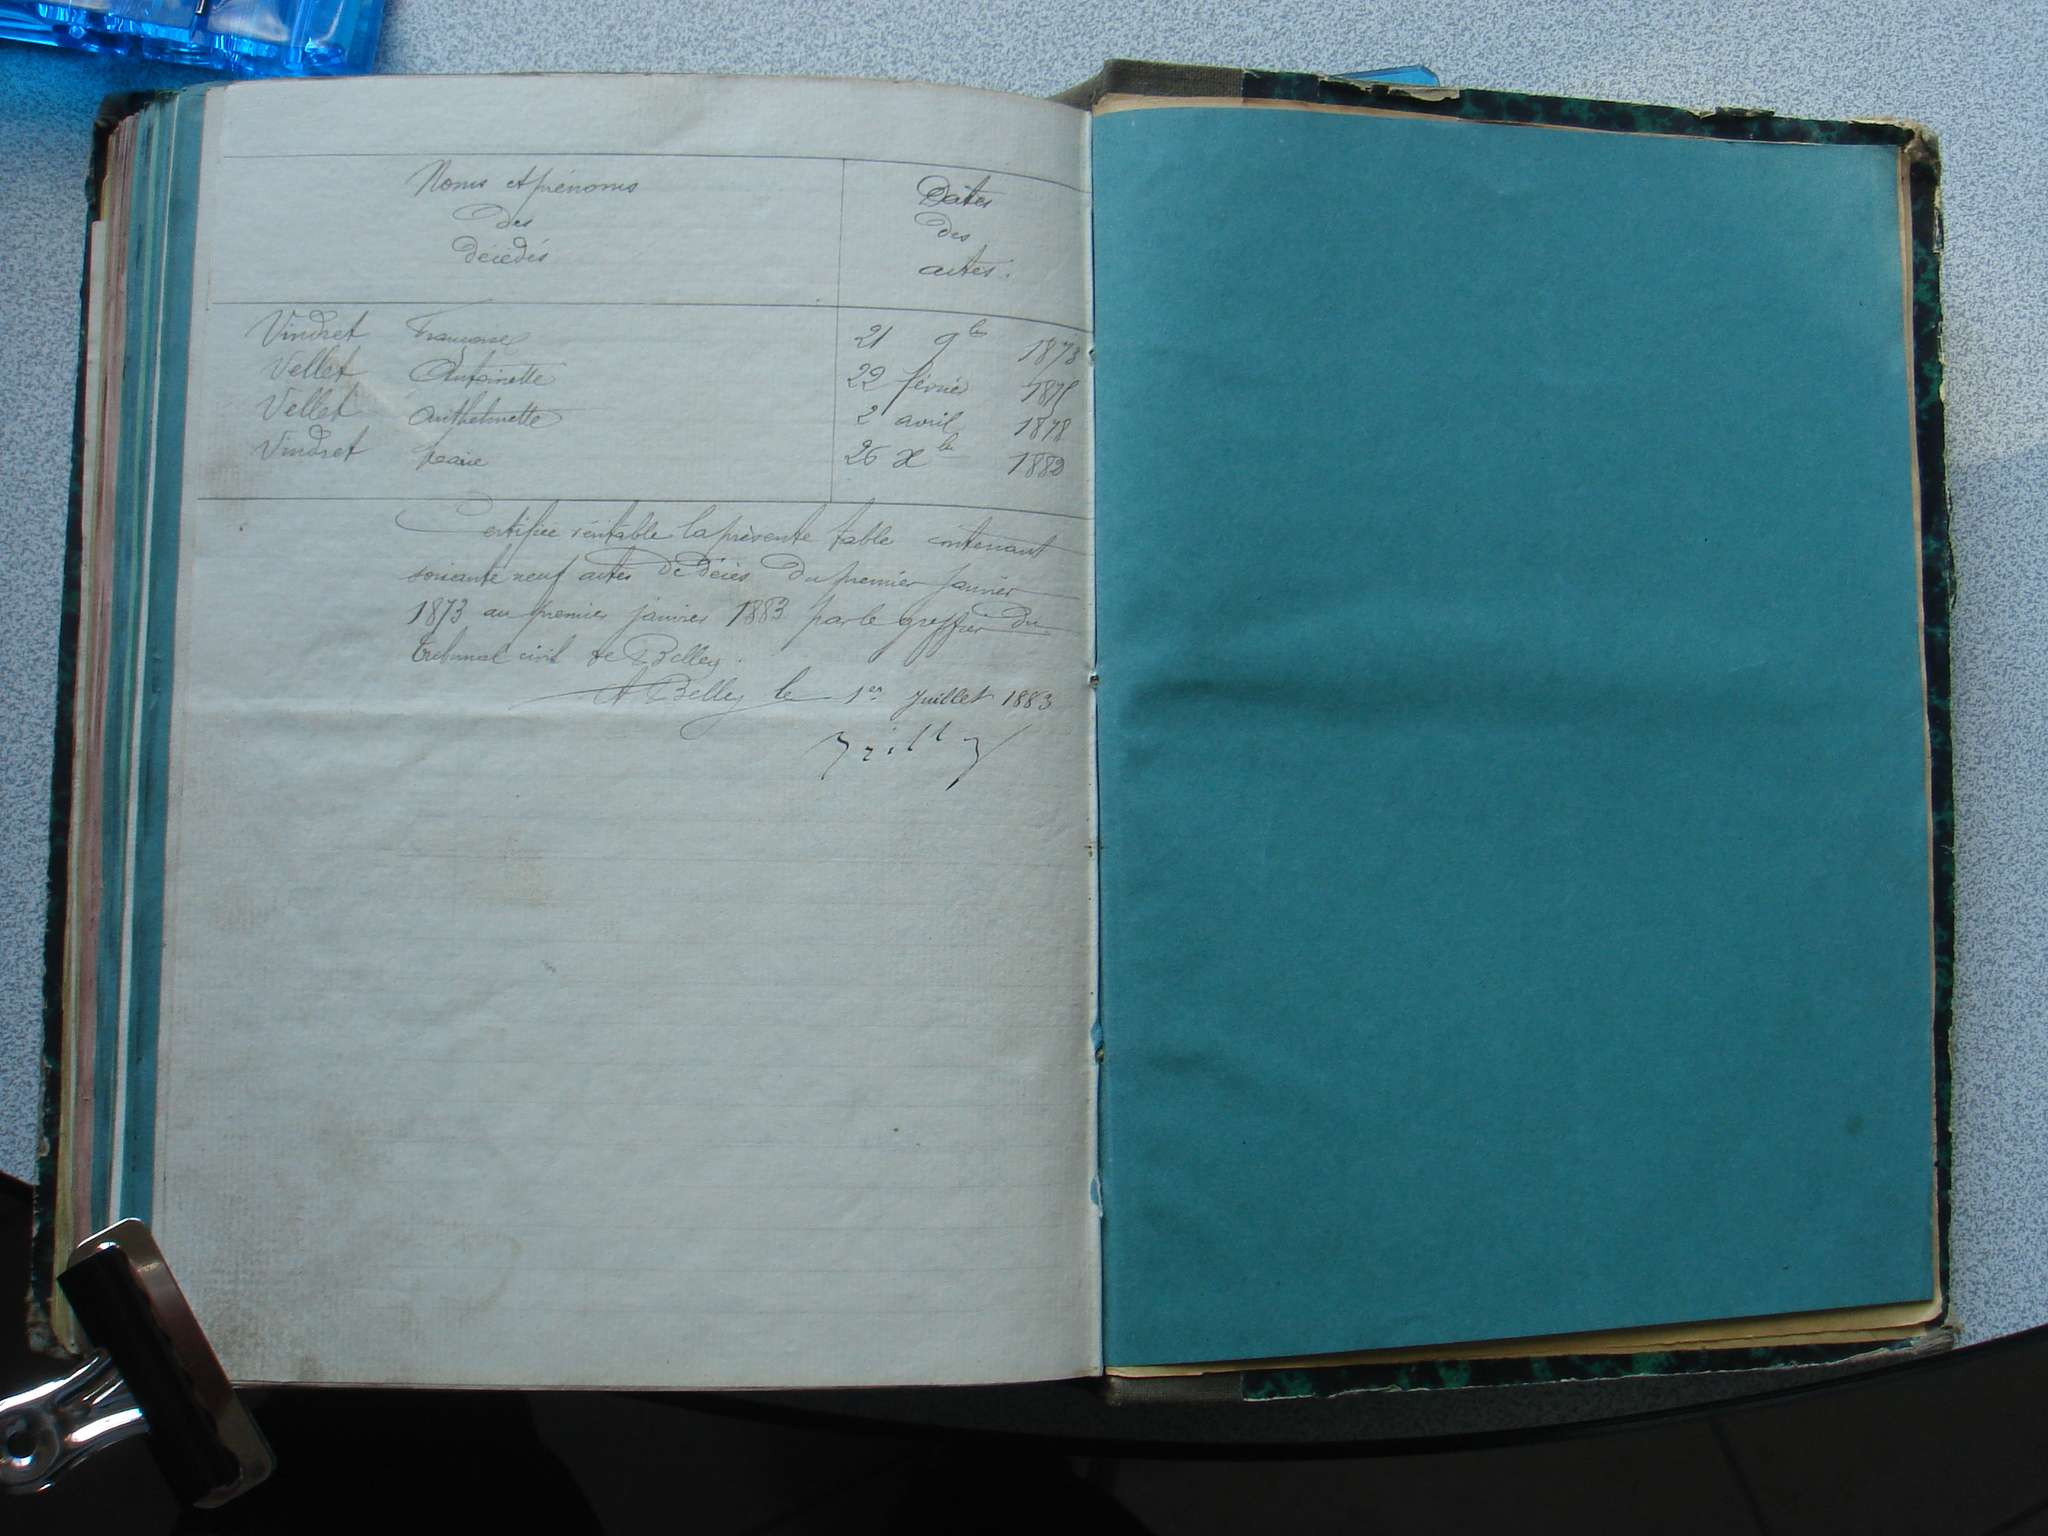 Noms et prénoms
des
décédés
Dates
des
actes.
Vindret Françoise 21 9bre 1873
Vellet Antoinette 22 février 1875
Vellet Anthelmette 2 avril 1878
Vindret 26 Xbre 1882
Certifiée véritable la présente table contenant
soixante neuf actes de décès du premier janvier
1873 au premier janvier 1883 par le greffier du
tribunal civil de Belley.
A Belley le 1er Juillet 1883